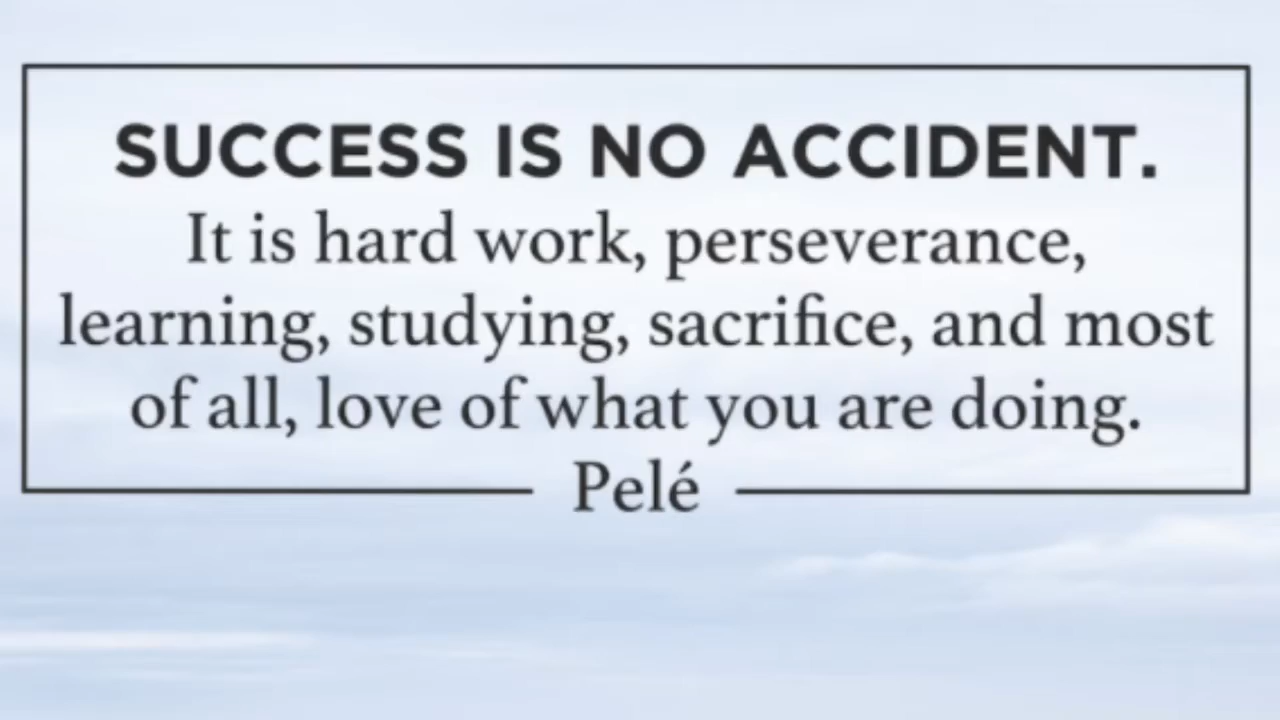 SUCCESS IS NO ACCIDENT.
It is hard work, perseverance,
learning, studying, sacrifice, and most
of all, love of what you are doing.
Pelé